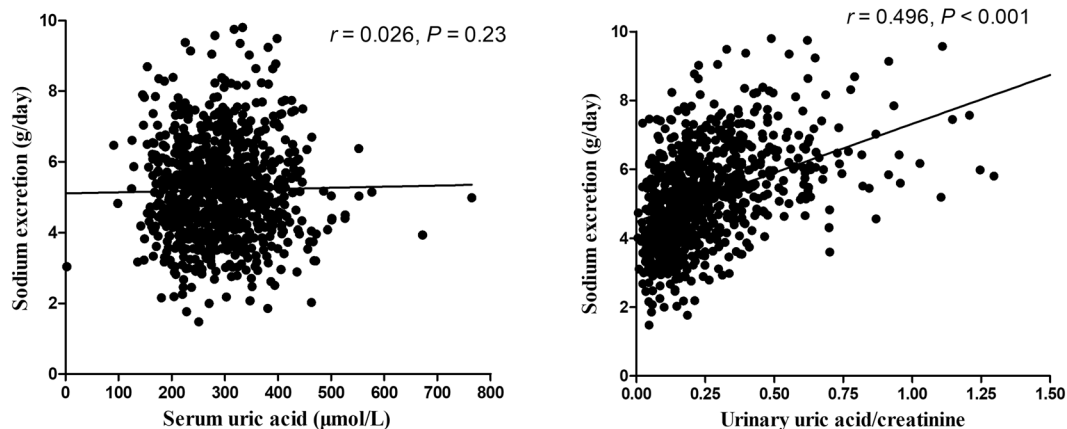 r = 0.026, P = 0.23
Sodium excretion (g/day)
10
8
6
4
2
0
0 100 200 300 400 500 600 700 800
Serum uric acid (μmol/L)
r = 0.496, P < 0.001
Sodium excretion (g/day)
10
8
6
4
2
0
0.00 0.25 0.50 0.75 1.00 1.25 1.50
Urinary uric acid/creatinine